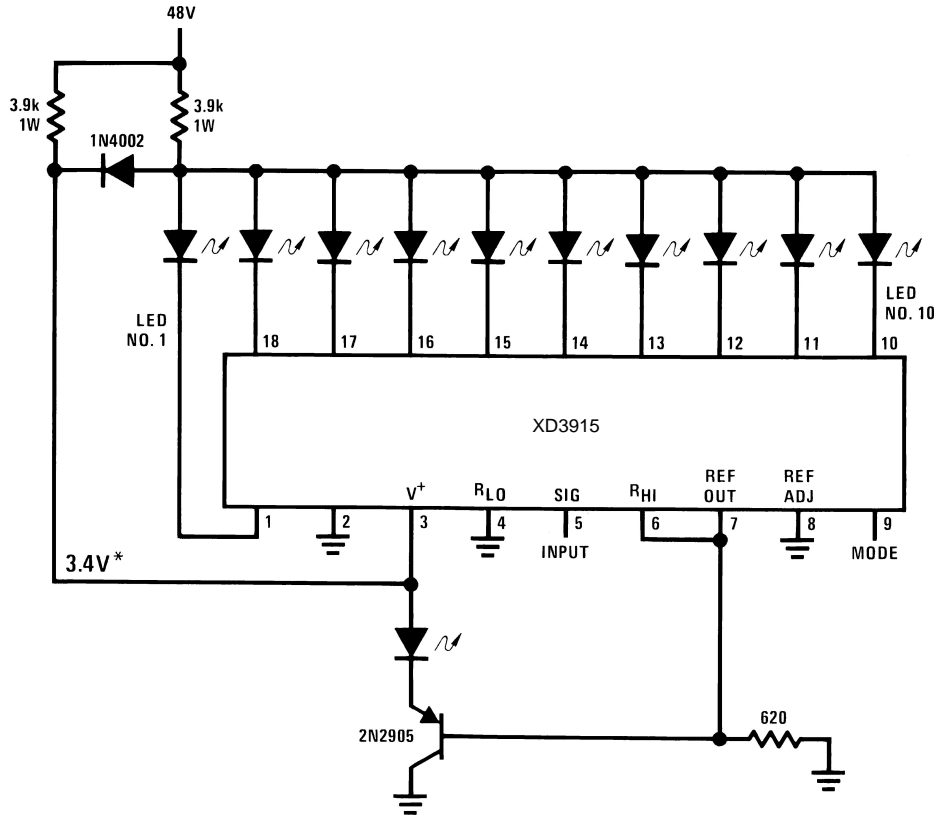 48V
3.9k
1W
3.9k
1W
1N4002
LED
NO. 1
LED
NO. 10
18
17
16
15
14
13
12
11
10
XD3915
V+
RLO
SIG
RHI
REF
OUT
REF
ADJ
1
2
3
4
5
6
7
8
9
INPUT
MODE
3.4V*
2N2905
620